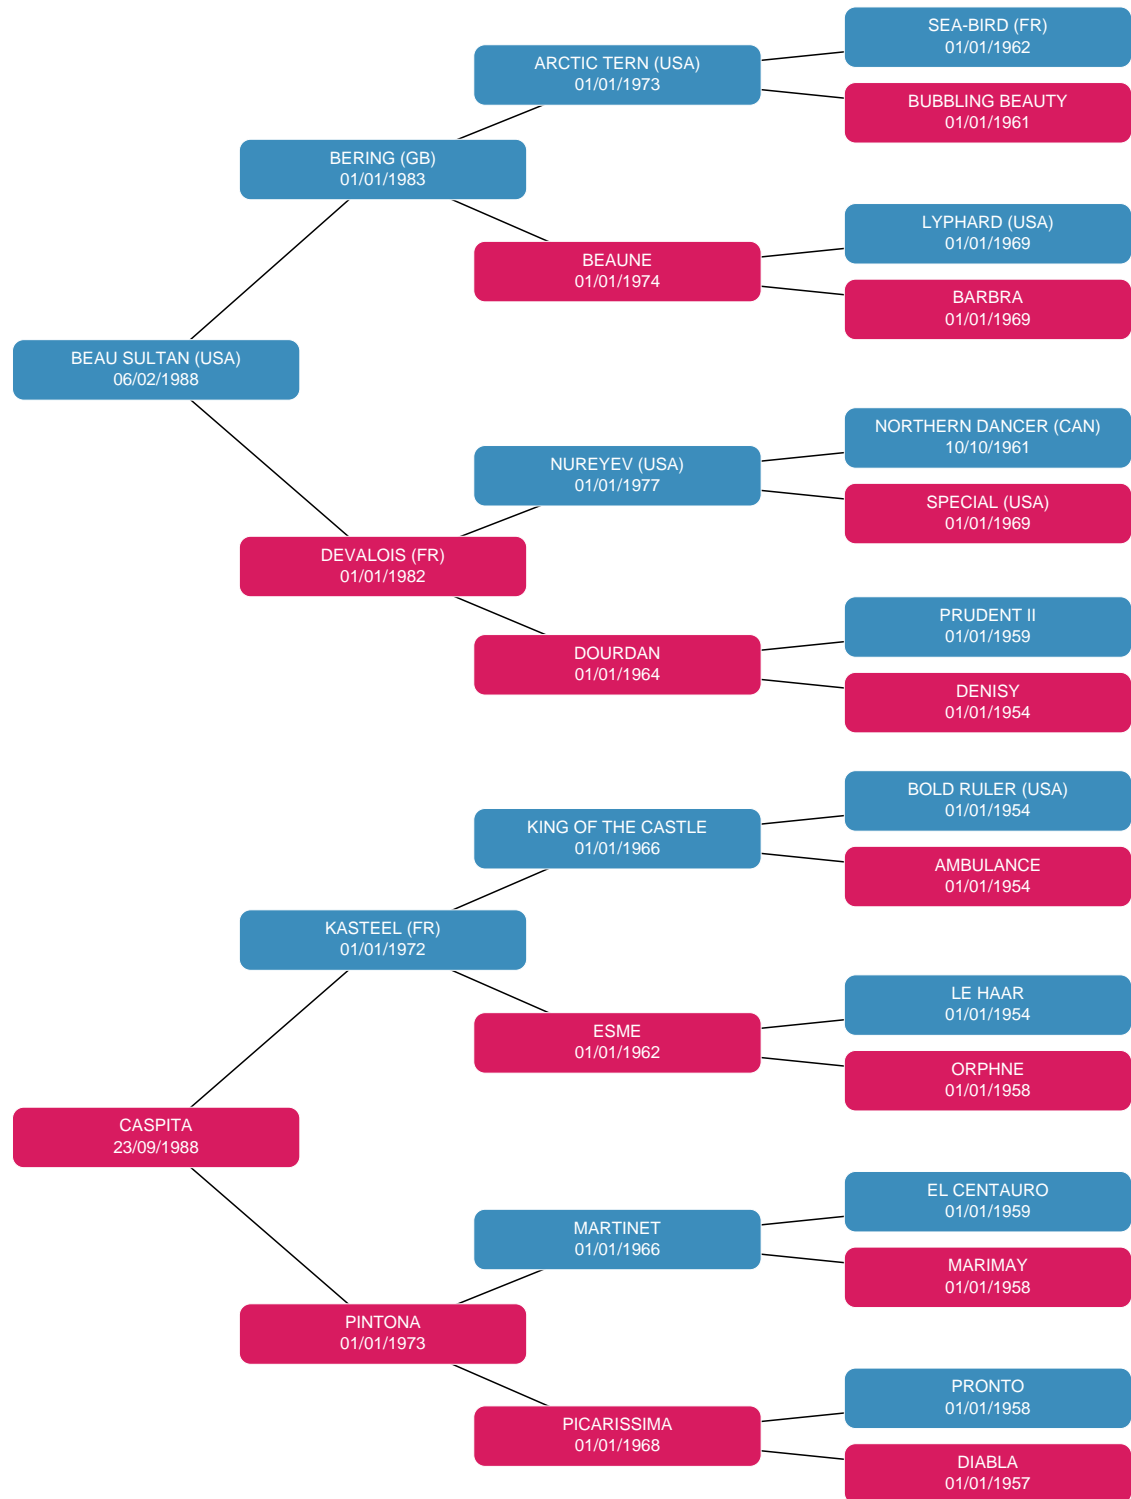 SEA-BIRD (FR)
01/01/1962
ARCTIC TERN (USA)
01/01/1973
BUBBLING BEAUTY
01/01/1961
BERING (GB)
01/01/1983
LYPHARD (USA)
01/01/1969
BEAUNE
01/01/1974
BARBRA
01/01/1969
BEAU SULTAN (USA)
06/02/1988
NORTHERN DANCER (CAN)
10/10/1961
NUREYEV (USA)
01/01/1977
SPECIAL (USA)
01/01/1969
DEVALOIS (FR)
01/01/1982
PRUDENT II
01/01/1959
DOURDAN
01/01/1964
DENISY
01/01/1954
BOLD RULER (USA)
01/01/1954
KING OF THE CASTLE
01/01/1966
AMBULANCE
01/01/1954
KASTEEL (FR)
01/01/1972
LE HAAR
01/01/1954
ESME
01/01/1962
ORPHNE
01/01/1958
CASPITA
23/09/1988
EL CENTAURO
01/01/1959
MARTINET
01/01/1966
MARIMAY
01/01/1958
PINTONA
01/01/1973
PRONTO
01/01/1958
PICARISSIMA
01/01/1968
DIABLA
01/01/1957